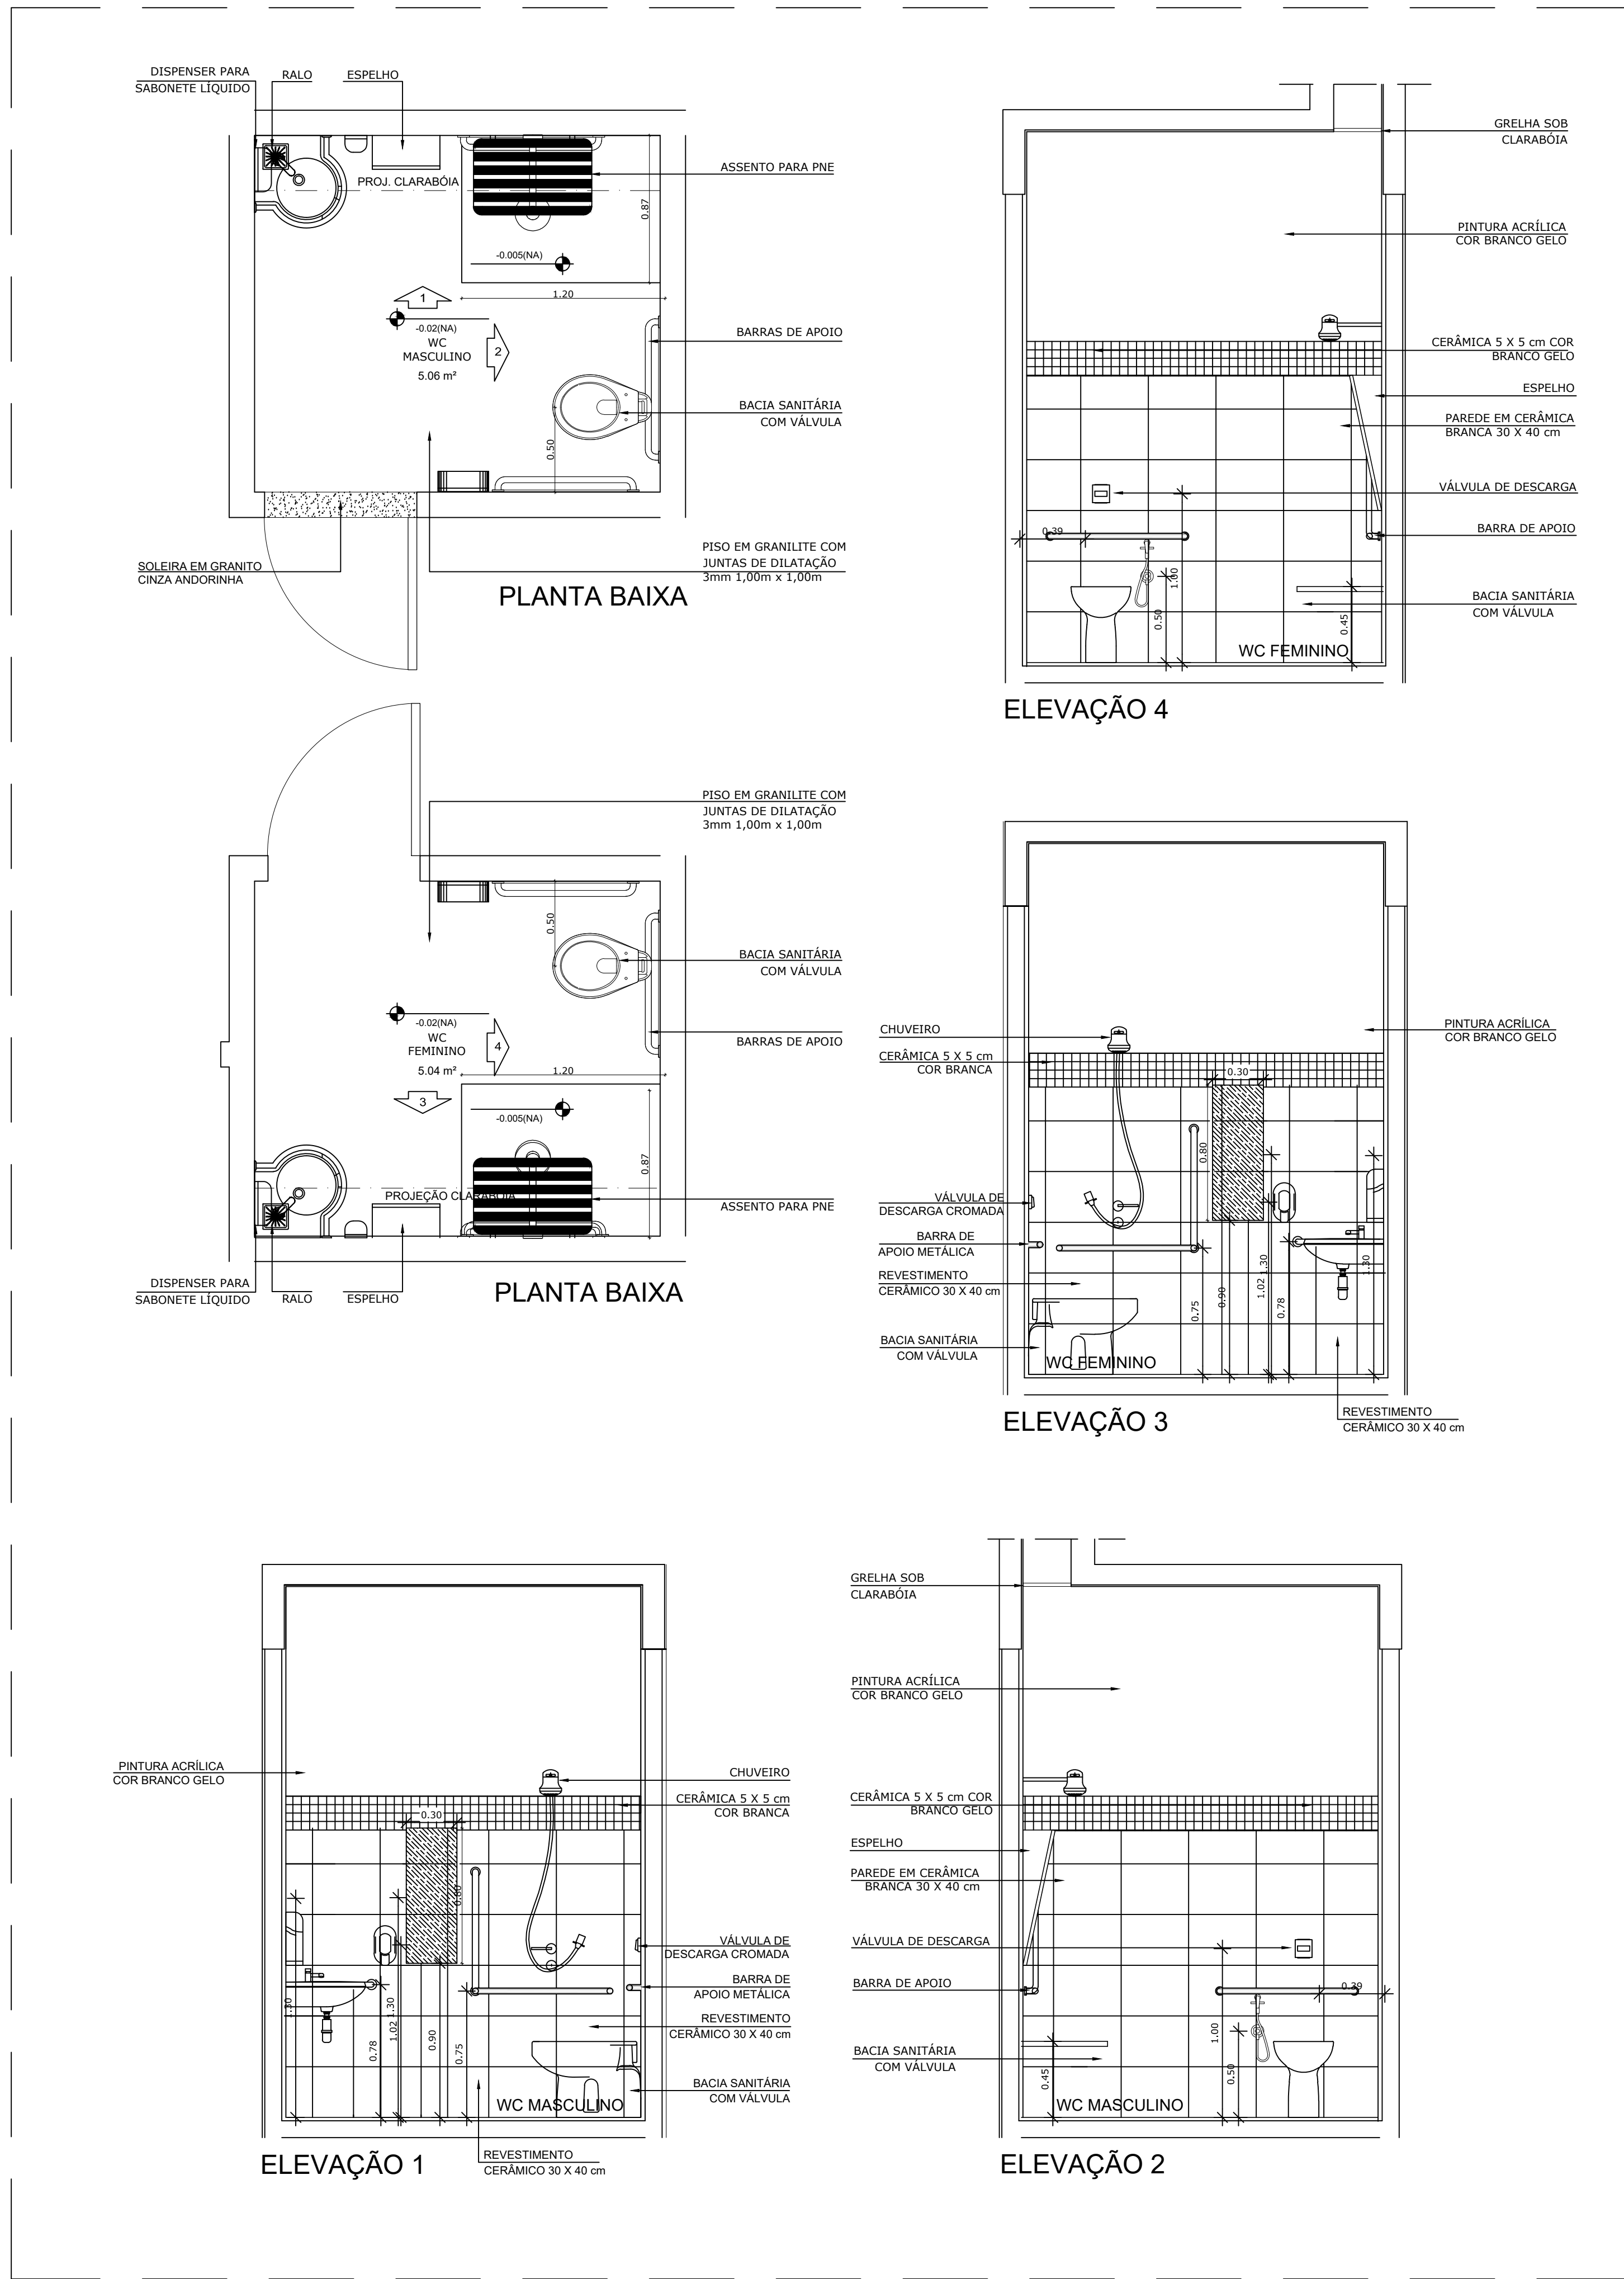 DISPENSER PARA
SABONETE LÍQUIDO
RALO
ESPELHO
PROJ. CLARABÓIA
ASSENTO PARA PNE
0.87
-0.005(NA)
1.20
1
-0.02(NA)
WC
MASCULINO
5.06 m²
2
BARRAS DE APOIO
BACIA SANITÁRIA
COM VÁLVULA
0.50
SOLEIRA EM GRANITO
CINZA ANDORINHA
PISO EM GRANILITE COM
JUNTAS DE DILATAÇÃO
3mm 1,00m x 1,00m
PLANTA BAIXA
GRELHA SOB
CLARABÓIA
PINTURA ACRÍLICA
COR BRANCO GELO
CERÂMICA 5 X 5 cm COR
BRANCO GELO
ESPELHO
PAREDE EM CERÂMICA
BRANCA 30 X 40 cm
VÁLVULA DE DESCARGA
0.39
BARRA DE APOIO
1.00
0.50
0.45
BACIA SANITÁRIA
COM VÁLVULA
WC FEMININO
ELEVAÇÃO 4
PISO EM GRANILITE COM
JUNTAS DE DILATAÇÃO
3mm 1,00m x 1,00m
0.50
BACIA SANITÁRIA
COM VÁLVULA
-0.02(NA)
WC
FEMININO
5.04 m²
4
BARRAS DE APOIO
1.20
3
-0.005(NA)
0.87
PROJEÇÃO CLARABÓIA
ASSENTO PARA PNE
DISPENSER PARA
SABONETE LÍQUIDO
RALO
ESPELHO
PLANTA BAIXA
CHUVEIRO
CERÂMICA 5 X 5 cm
COR BRANCA
PINTURA ACRÍLICA
COR BRANCO GELO
0.30
0.80
VÁLVULA DE
DESCARGA CROMADA
BARRA DE
APOIO METÁLICA
REVESTIMENTO
CERÂMICO 30 X 40 cm
0.75
0.90
1.02
1.30
0.78
1.30
BACIA SANITÁRIA
COM VÁLVULA
WC FEMININO
REVESTIMENTO
CERÂMICO 30 X 40 cm
ELEVAÇÃO 3
PINTURA ACRÍLICA
COR BRANCO GELO
CHUVEIRO
CERÂMICA 5 X 5 cm
COR BRANCA
0.30
0.80
VÁLVULA DE
DESCARGA CROMADA
BARRA DE
APOIO METÁLICA
REVESTIMENTO
CERÂMICO 30 X 40 cm
1.30
0.78
1.02
1.30
0.90
0.75
BACIA SANITÁRIA
COM VÁLVULA
WC MASCULINO
REVESTIMENTO
CERÂMICO 30 X 40 cm
ELEVAÇÃO 1
GRELHA SOB
CLARABÓIA
PINTURA ACRÍLICA
COR BRANCO GELO
CERÂMICA 5 X 5 cm COR
BRANCO GELO
ESPELHO
PAREDE EM CERÂMICA
BRANCA 30 X 40 cm
VÁLVULA DE DESCARGA
BARRA DE APOIO
0.39
1.00
0.50
0.45
BACIA SANITÁRIA
COM VÁLVULA
WC MASCULINO
ELEVAÇÃO 2